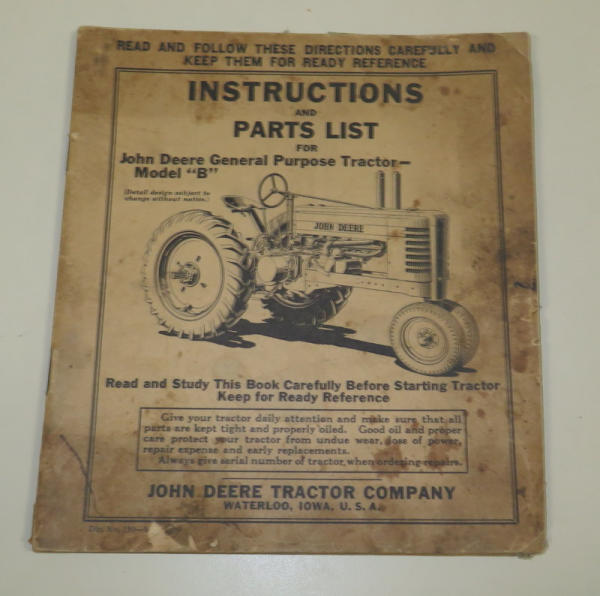 READ AND FOLLOW THESE DIRECTIONS CAREFULLY AND
KEEP THEM FOR READY REFERENCE
INSTRUCTIONS
AND
PARTS LIST
FOR
John Deere General Purpose Tractor—
Model "B"
(Detail design subject to
change without notice.)
JOHN DEERE
Read and Study This Book Carefully Before Starting Tractor
Keep for Ready Reference
Give your tractor daily attention and make sure that all
parts are kept tight and properly oiled. Good oil and proper
care protect your tractor from undue wear, loss of power,
repair expense and early replacements.
Always give serial number of tractor when ordering repairs.
JOHN DEERE TRACTOR COMPANY
WATERLOO, IOWA, U. S. A.